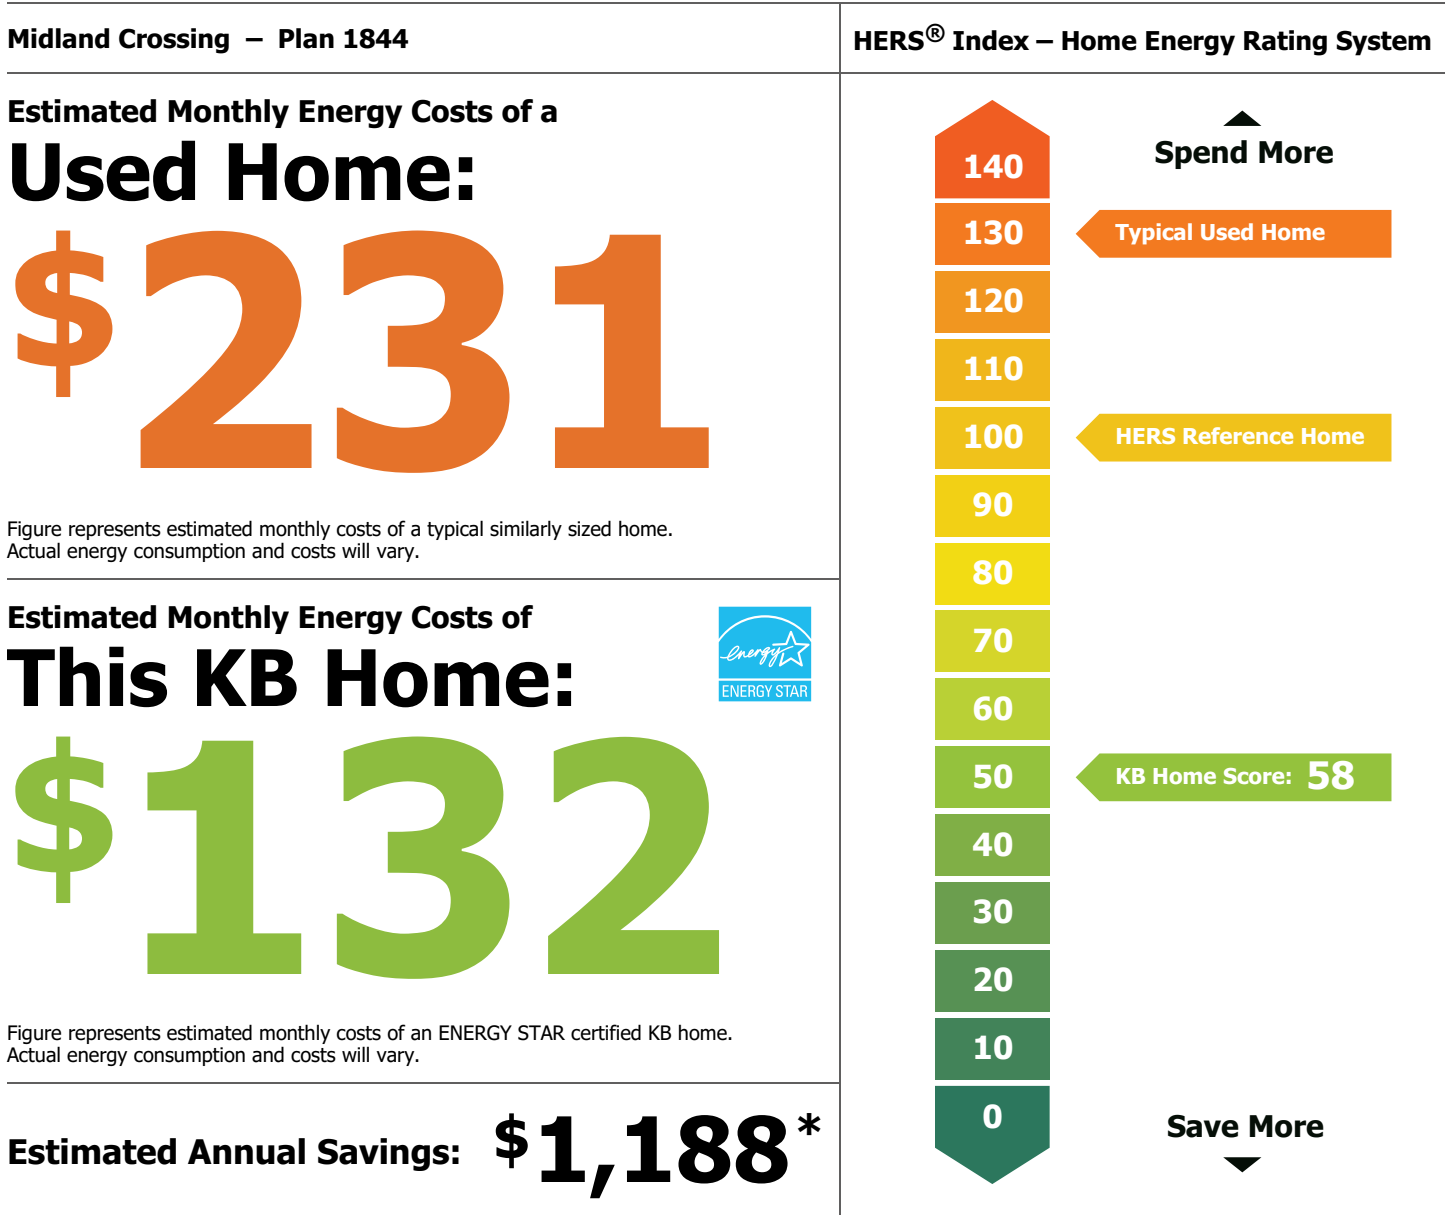 Midland Crossing – Plan 1844
Estimated Monthly Energy Costs of a
Used Home:
$231
Figure represents estimated monthly costs of a typical similarly sized home.
Actual energy consumption and costs will vary.
Estimated Monthly Energy Costs of
This KB Home:
energy
ENERGY STAR
$132
Figure represents estimated monthly costs of an ENERGY STAR certified KB home.
Actual energy consumption and costs will vary.
Estimated Annual Savings: $1,188*
HERS® Index – Home Energy Rating System
Spend More
140
130 Typical Used Home
120
110
100 HERS Reference Home
90
80
70
60
50 KB Home Score: 58
40
30
20
10
0
Save More